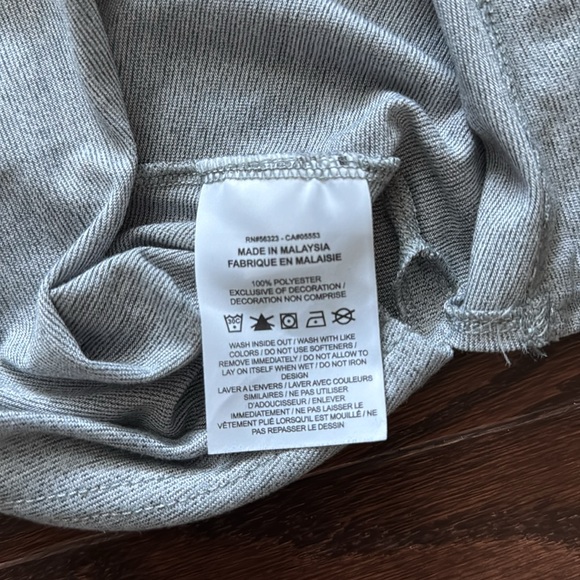 RN#56323 - CA#05553
MADE IN MALAYSIA
FABRIQUE EN MALAISIE
100% POLYESTER
EXCLUSIVE OF DECORATION /
DECORATION NON COMPRISE
WASH INSIDE OUT / WASH WITH LIKE
COLORS / DO NOT USE SOFTENERS /
REMOVE IMMEDIATELY / DO NOT ALLOW TO
LAY ON ITSELF WHEN WET / DO NOT IRON
DESIGN
LAVER A L'ENVERS / LAVER AVEC COULEURS
SIMILAIRES / NE PAS UTILISER
D'ADOUCISSEUR / ENLEVER
IMMEDIATEMENT / NE PAS LAISSER LE
VÊTEMENT PLIÉ LORSQU'IL EST MOUILLÉ / NE
PAS REPASSER LE DESSIN